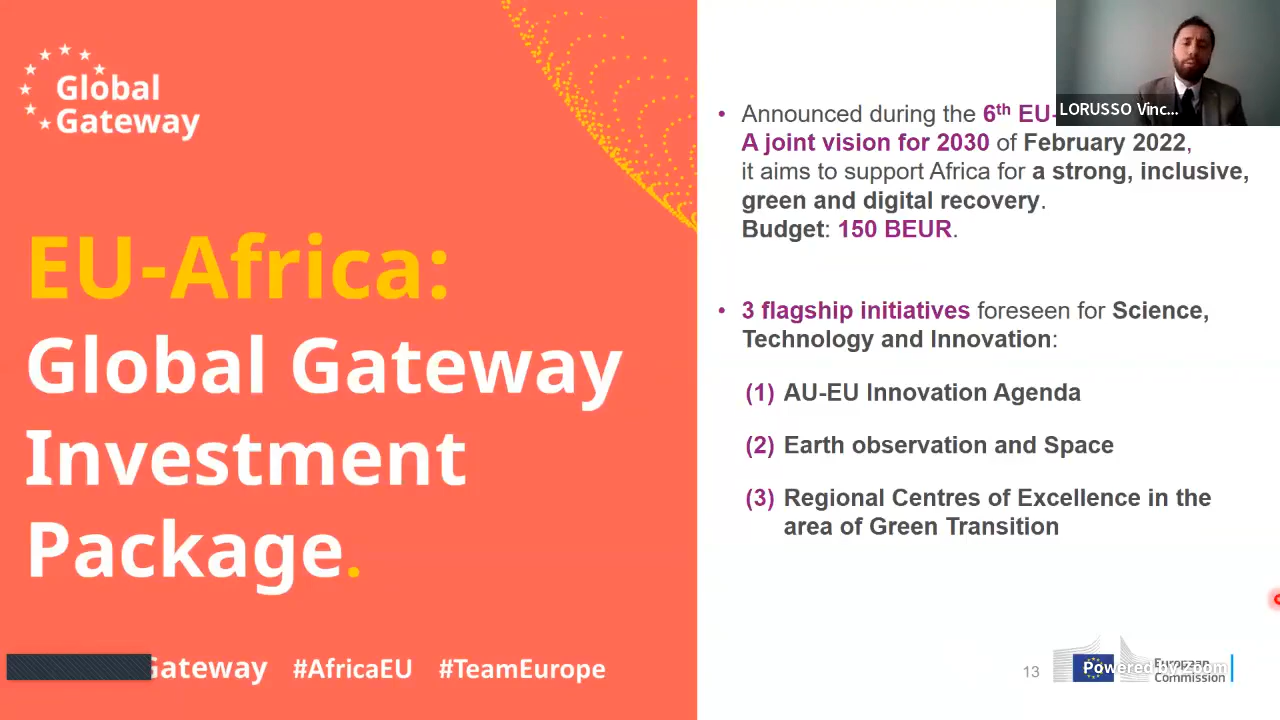 Global
Gateway
EU-Africa:
Global Gateway
Investment
Package.
Gateway #AfricaEU #TeamEurope
LORUSSO Vinc...
• Announced during the 6th EU-
A joint vision for 2030 of February 2022,
it aims to support Africa for a strong, inclusive,
green and digital recovery.
Budget: 150 BEUR.
• 3 flagship initiatives foreseen for Science,
Technology and Innovation:
(1) AU-EU Innovation Agenda
(2) Earth observation and Space
(3) Regional Centres of Excellence in the
area of Green Transition
13
Powered by Zoom
European
Commission